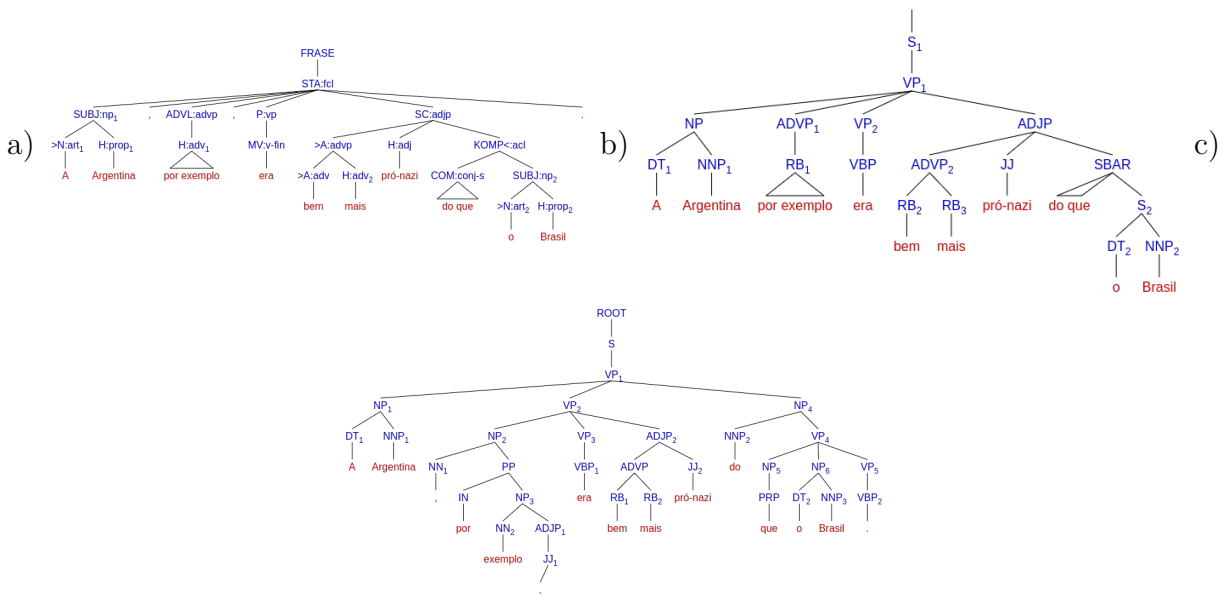 a)
FRASE
STA:fcl
SUBJ:np1 , ADVL:advp , P:vp SC:adjp .
>N:art1 H:prop1 H:adv1 MV:v-fin >A:advp H:adj KOMP<:acl
A Argentina por exemplo era >A:adv H:adv2 pró-nazi COM:conj-s SUBJ:np2
bem mais do que >N:art2 H:prop2
o Brasil
b)
S1
VP1
NP ADVP1 VP2 ADJP
DT1 NNP1 RB1 VBP ADVP2 JJ SBAR
A Argentina por exemplo era RB2 RB3 pró-nazi do que S2
bem mais DT2 NNP2
o Brasil
c)
ROOT
S
VP1
NP1 VP2 NP4
DT1 NNP1 NP2 VP3 ADJP2 NNP2 VP4
A Argentina NN1 PP VBP1 ADVP JJ2 do NP5 NP6 VP5
, IN NP3 era RB1 RB2 pró-nazi PRP DT2 NNP3 VBP2
por NN2 ADJP1 bem mais que o Brasil .
exemplo JJ1
,